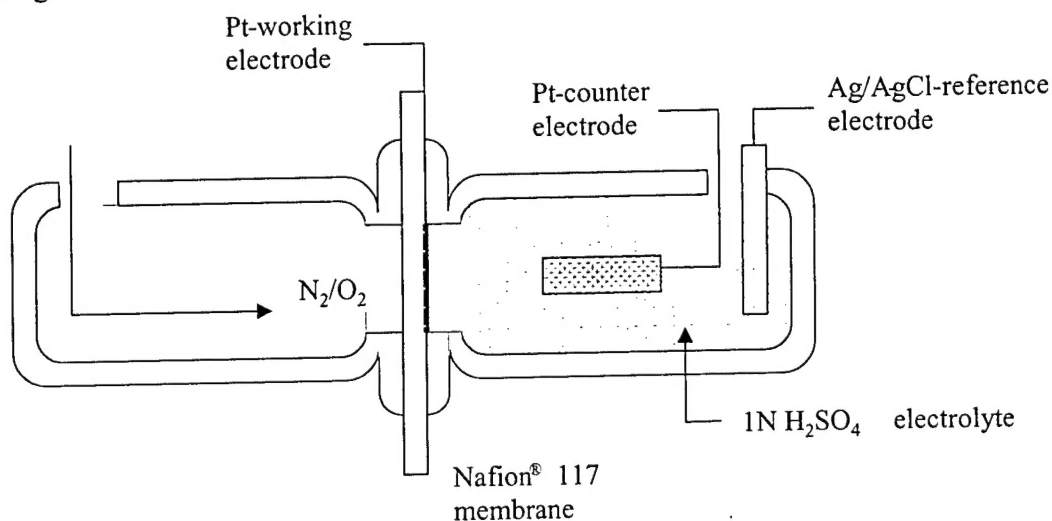 Pt-working
electrode
Pt-counter
electrode
Ag/AgCl-reference
electrode
N₂/O₂
1N H₂SO₄ electrolyte
Nafion® 117
membrane